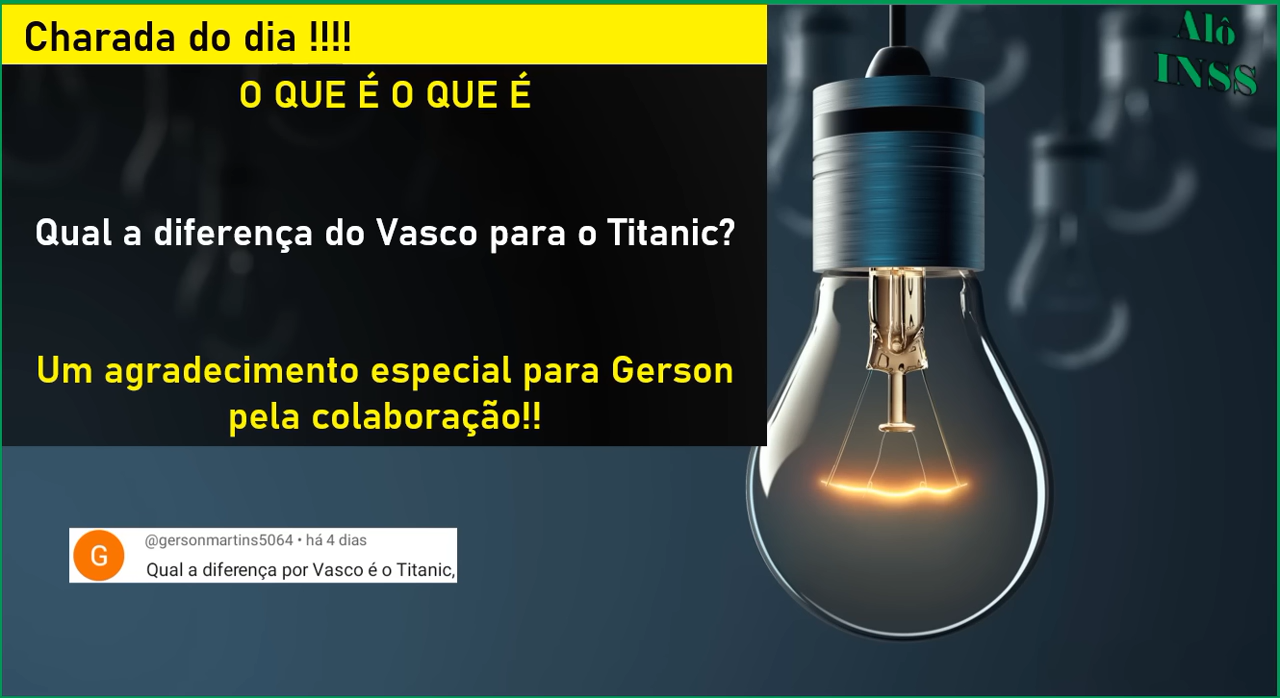 Charada do dia !!!!
O QUE É O QUE É
Qual a diferença do Vasco para o Titanic?
Um agradecimento especial para Gerson
pela colaboração!!
Alô
INSS
G
@gersonmartins5064 • há 4 dias
Qual a diferença por Vasco é o Titanic,